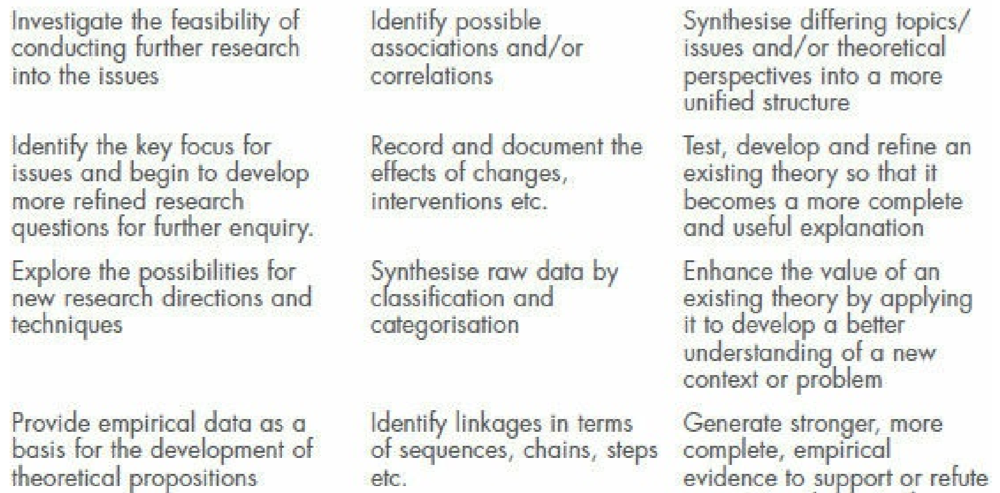 Investigate the feasibility of
conducting further research
into the issues
Identify possible
associations and/or
correlations
Synthesise differing topics/
issues and/or theoretical
perspectives into a more
unified structure
Identify the key focus for
issues and begin to develop
more refined research
questions for further enquiry.
Record and document the
effects of changes,
interventions etc.
Test, develop and refine an
existing theory so that it
becomes a more complete
and useful explanation
Explore the possibilities for
new research directions and
techniques
Synthesise raw data by
classification and
categorisation
Enhance the value of an
existing theory by applying
it to develop a better
understanding of a new
context or problem
Provide empirical data as a
basis for the development of
theoretical propositions
Identify linkages in terms
of sequences, chains, steps
etc.
Generate stronger, more
complete, empirical
evidence to support or refute